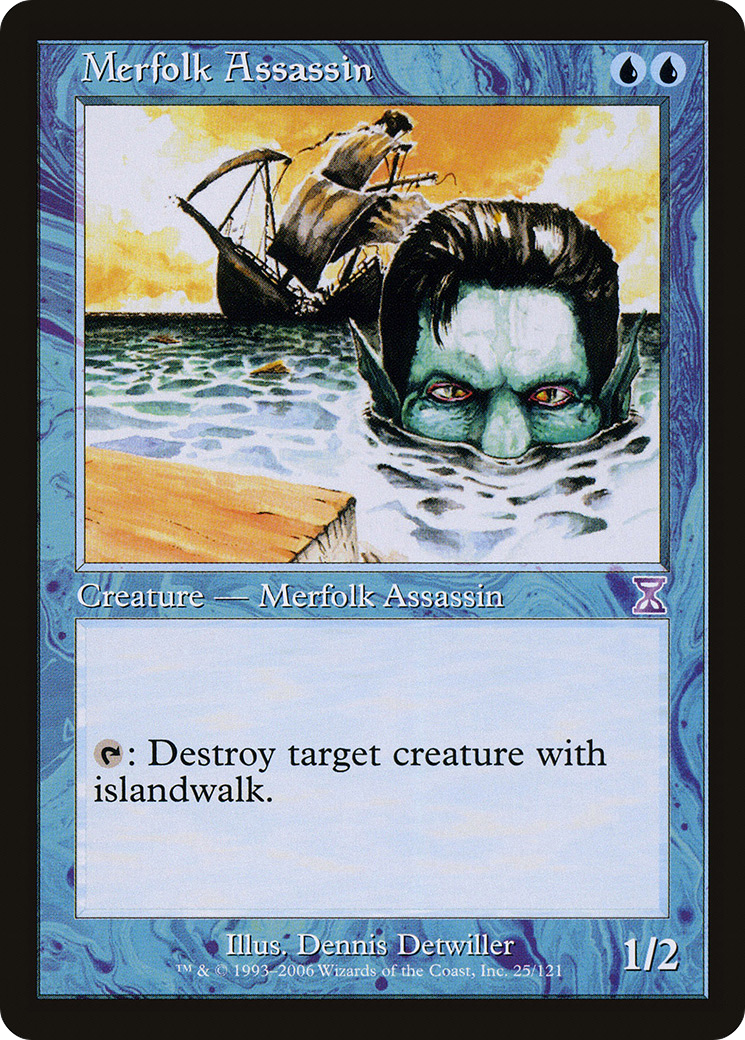 Merfolk Assassin
Creature — Merfolk Assassin
: Destroy target creature with
islandwalk.
Illus. Dennis Detwiller
1/2
™ & © 1993–2006 Wizards of the Coast, Inc. 25/121